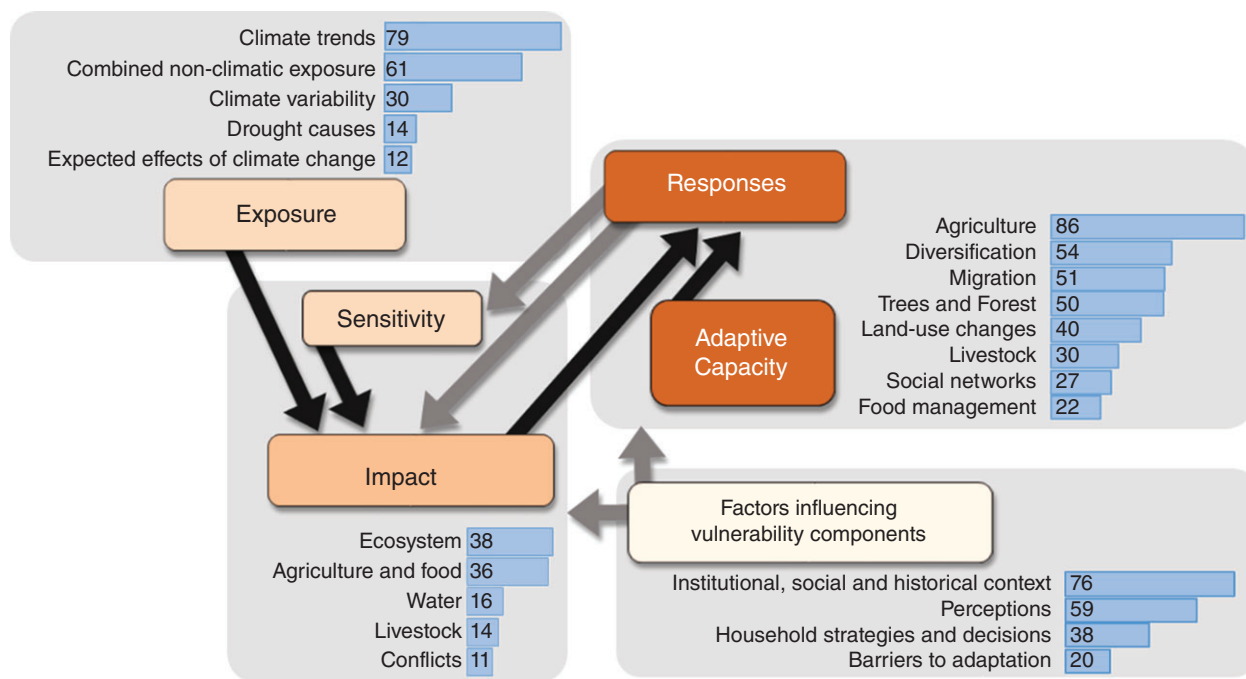 Climate trends 79
Combined non-climatic exposure 61
Climate variability 30
Drought causes 14
Expected effects of climate change 12
Exposure
Responses
Sensitivity
Adaptive
Capacity
Agriculture 86
Diversification 54
Migration 51
Trees and Forest 50
Land-use changes 40
Livestock 30
Social networks 27
Food management 22
Impact
Ecosystem 38
Agriculture and food 36
Water 16
Livestock 14
Conflicts 11
Factors influencing
vulnerability components
Institutional, social and historical context 76
Perceptions 59
Household strategies and decisions 38
Barriers to adaptation 20